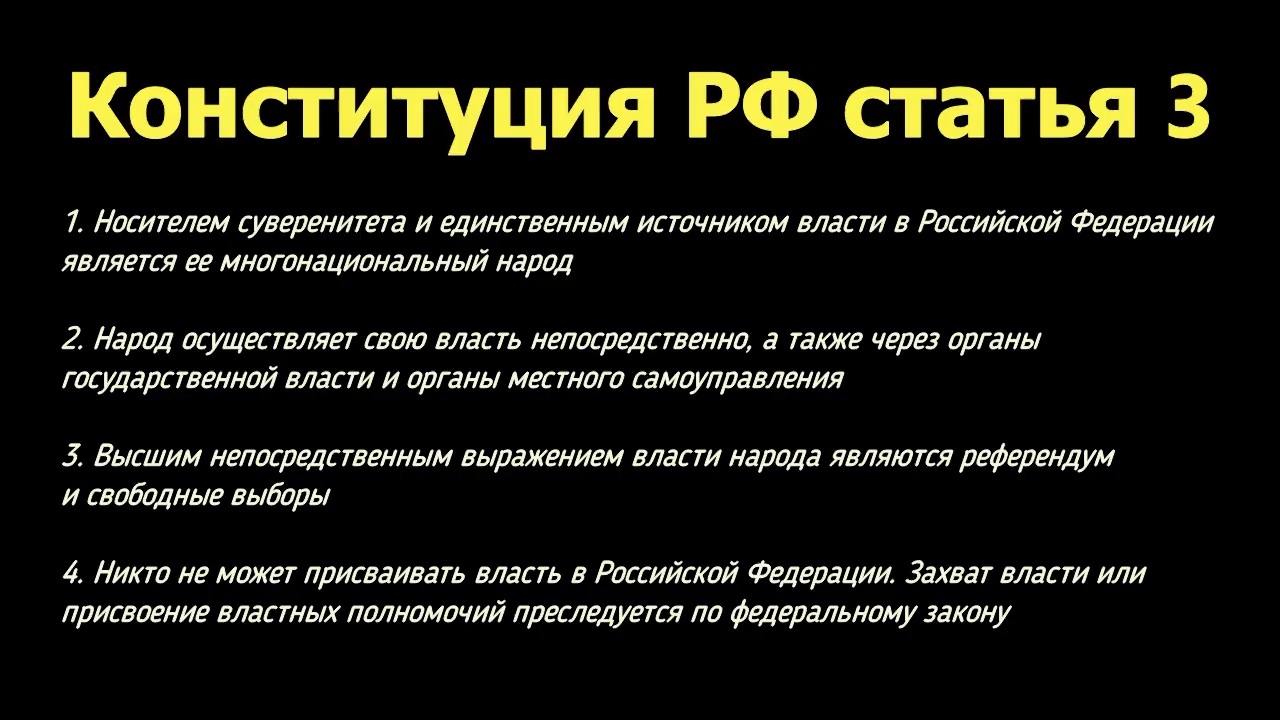 Конституция РФ статья 3
1. Носителем суверенитета и единственным источником власти в Российской Федерации
является ее многонациональный народ
2. Народ осуществляет свою власть непосредственно, а также через органы
государственной власти и органы местного самоуправления
3. Высшим непосредственным выражением власти народа являются референдум
и свободные выборы
4. Никто не может присваивать власть в Российской Федерации. Захват власти или
присвоение властных полномочий преследуется по федеральному закону